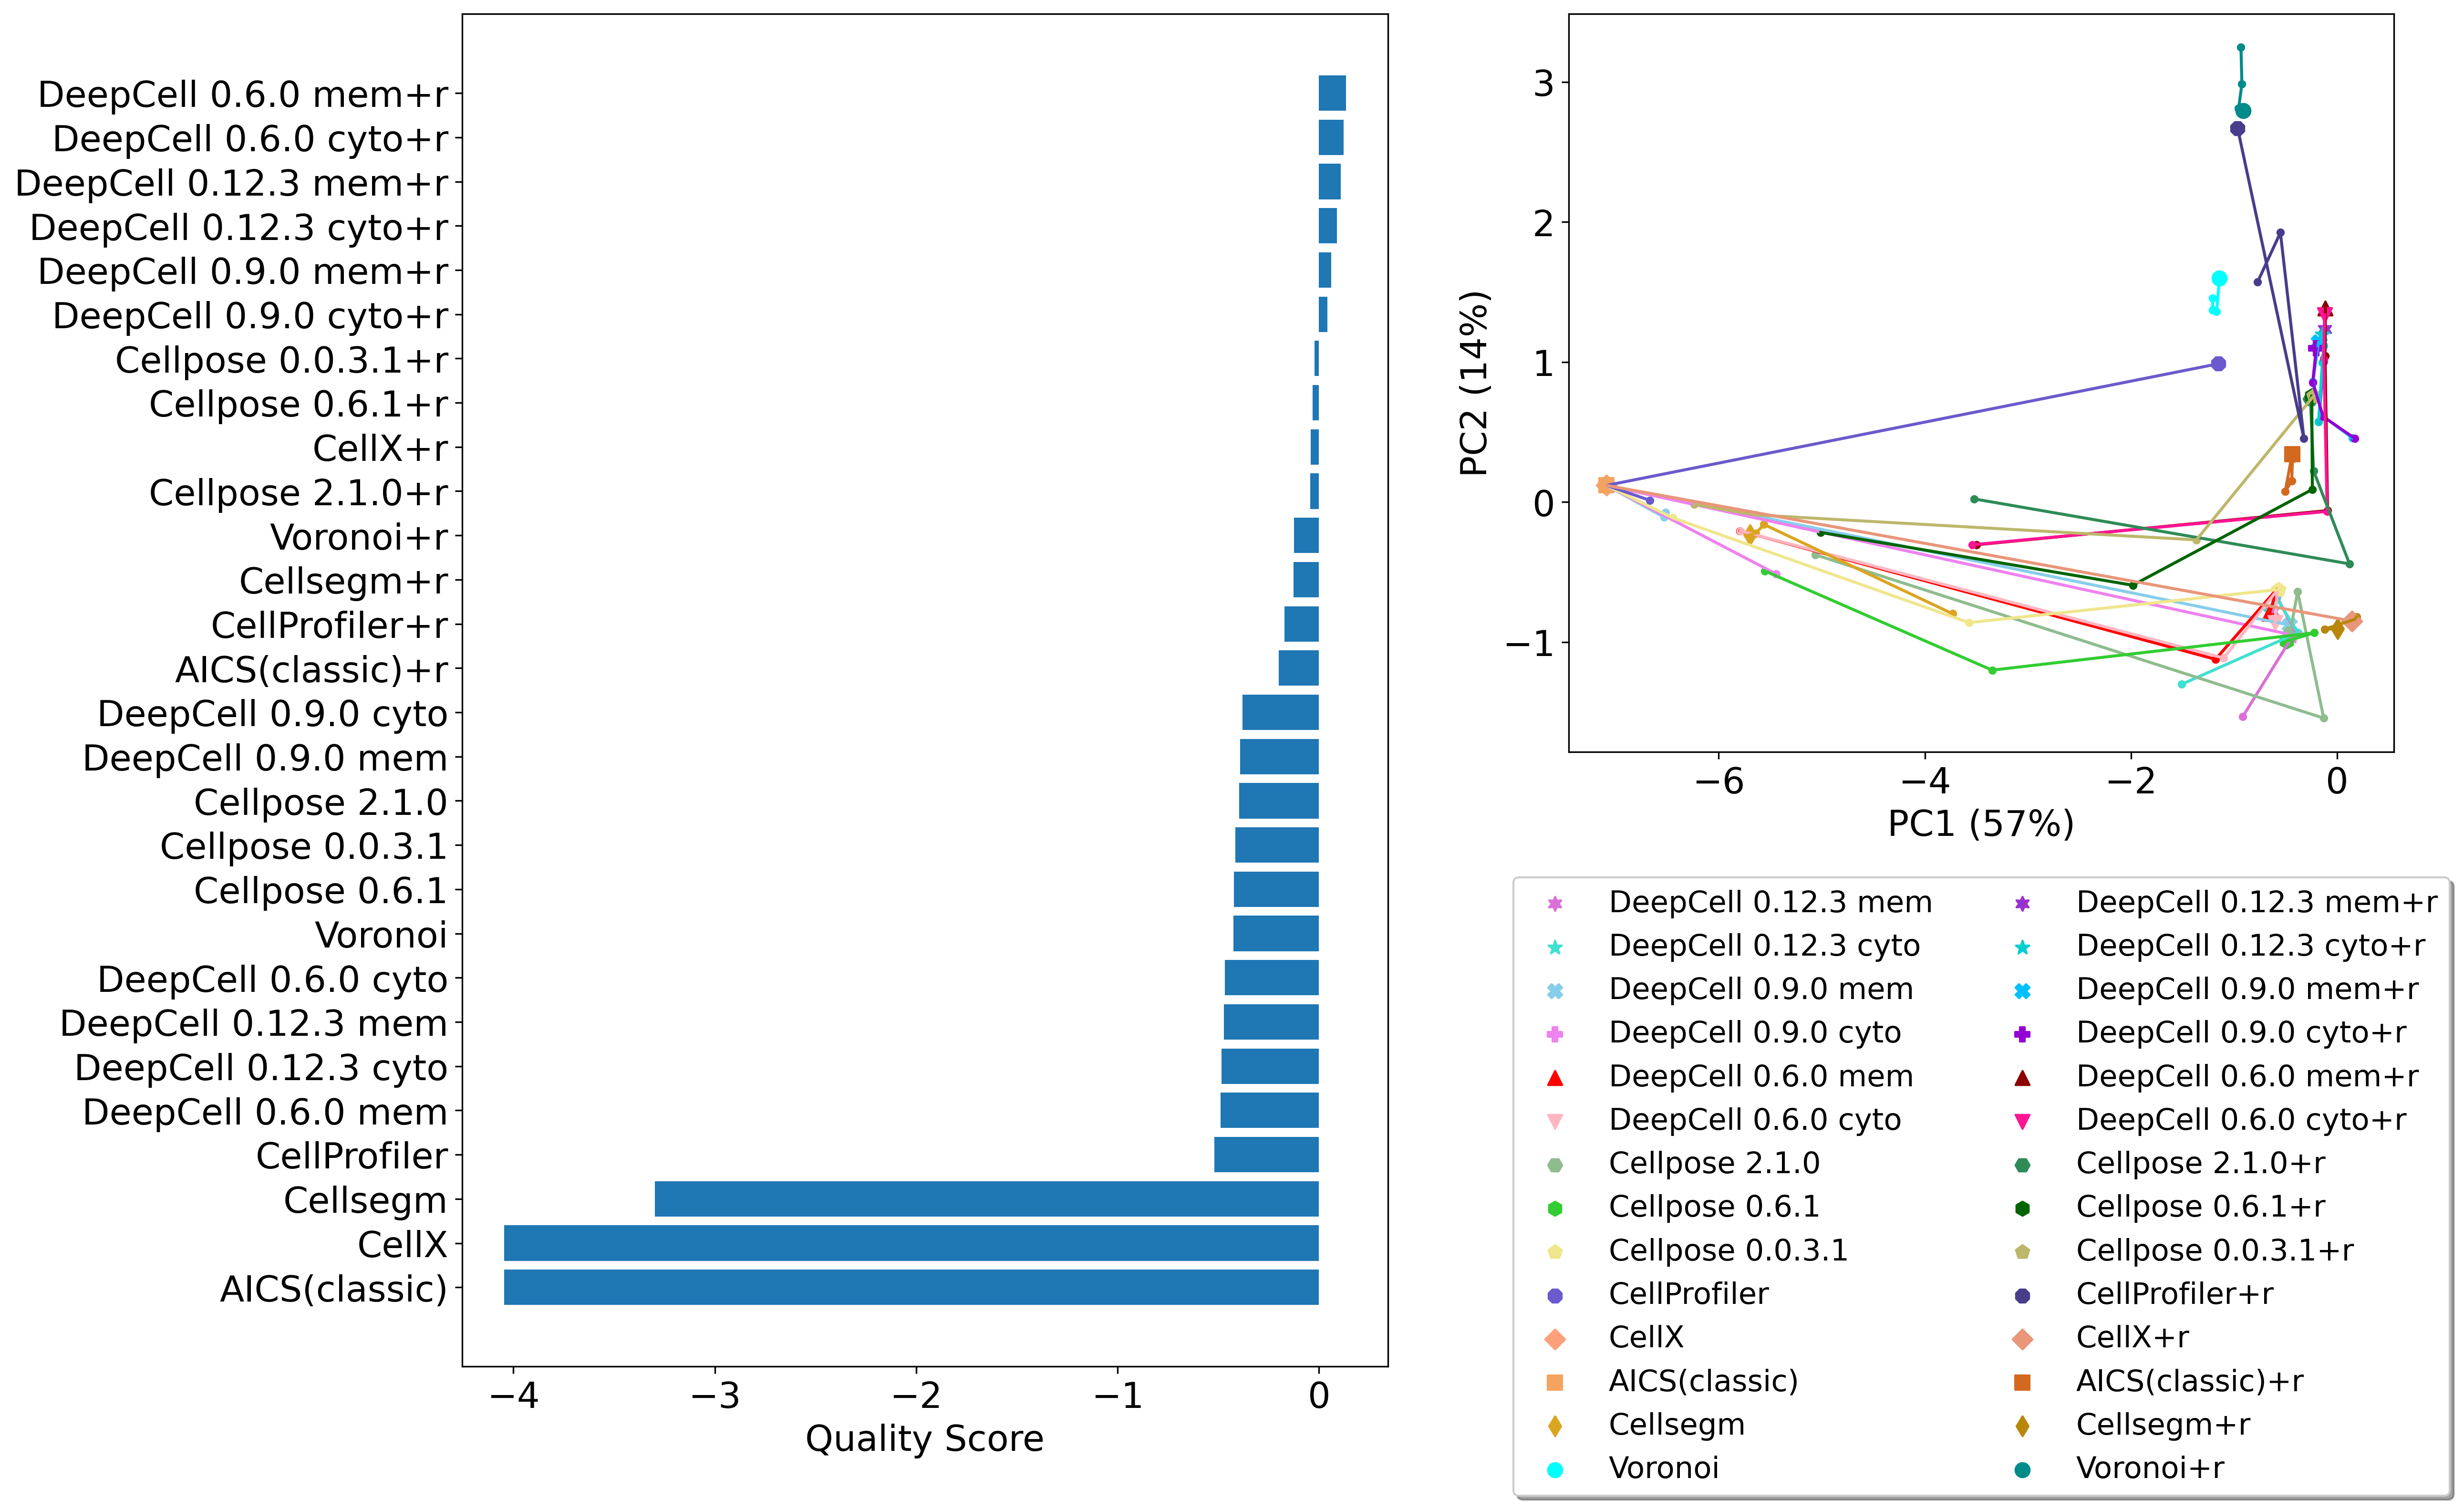 DeepCell 0.6.0 mem+r
DeepCell 0.6.0 cyto+r
DeepCell 0.12.3 mem+r
DeepCell 0.12.3 cyto+r
DeepCell 0.9.0 mem+r
DeepCell 0.9.0 cyto+r
Cellpose 0.0.3.1+r
Cellpose 0.6.1+r
CellX+r
Cellpose 2.1.0+r
Voronoi+r
Cellsegm+r
CellProfiler+r
AICS(classic)+r
DeepCell 0.9.0 cyto
DeepCell 0.9.0 mem
Cellpose 2.1.0
Cellpose 0.0.3.1
Cellpose 0.6.1
Voronoi
DeepCell 0.6.0 cyto
DeepCell 0.12.3 mem
DeepCell 0.12.3 cyto
DeepCell 0.6.0 mem
CellProfiler
Cellsegm
CellX
AICS(classic)
−4 −3 −2 −1 0
Quality Score
3
2
1
0
−1
PC2 (14%)
−6 −4 −2 0
PC1 (57%)
DeepCell 0.12.3 mem
DeepCell 0.12.3 cyto
DeepCell 0.9.0 mem
DeepCell 0.9.0 cyto
DeepCell 0.6.0 mem
DeepCell 0.6.0 cyto
Cellpose 2.1.0
Cellpose 0.6.1
Cellpose 0.0.3.1
CellProfiler
CellX
AICS(classic)
Cellsegm
Voronoi
DeepCell 0.12.3 mem+r
DeepCell 0.12.3 cyto+r
DeepCell 0.9.0 mem+r
DeepCell 0.9.0 cyto+r
DeepCell 0.6.0 mem+r
DeepCell 0.6.0 cyto+r
Cellpose 2.1.0+r
Cellpose 0.6.1+r
Cellpose 0.0.3.1+r
CellProfiler+r
CellX+r
AICS(classic)+r
Cellsegm+r
Voronoi+r